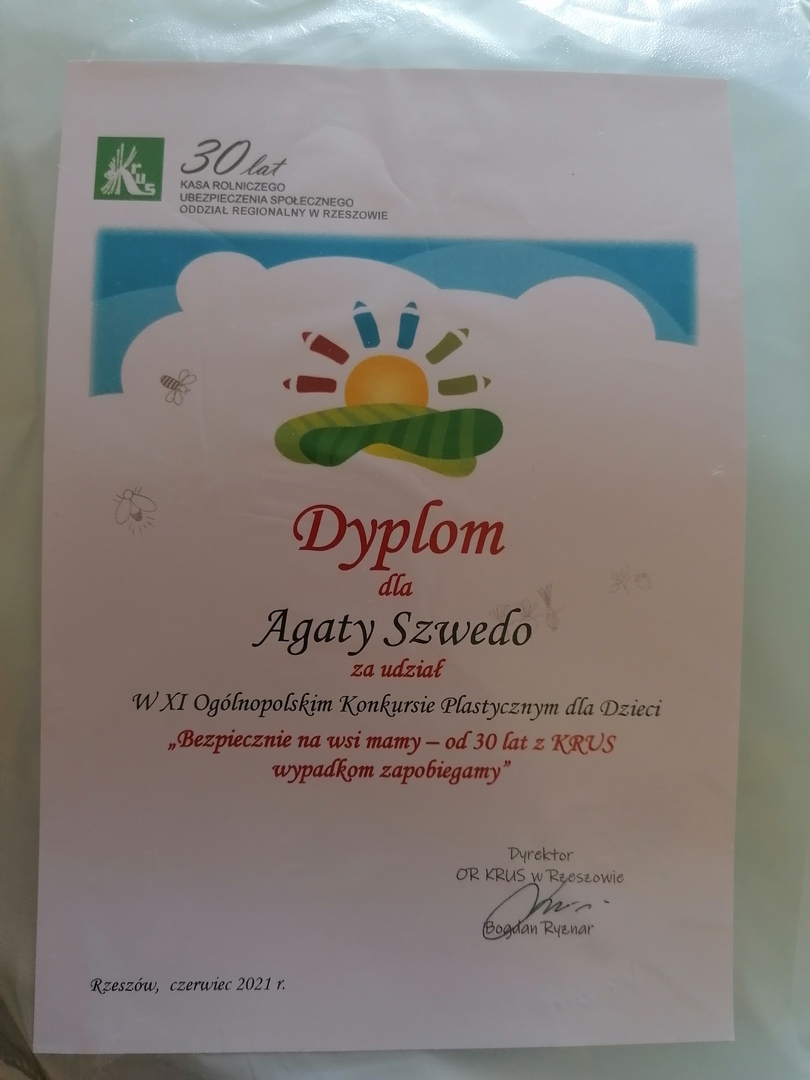 Krus
30 lat
KASA ROLNICZEGO
UBEZPIECZENIA SPOŁECZNEGO
ODDZIAŁ REGIONALNY W RZESZOWIE
Dyplom
dla
Agaty Szwedo
za udział
W XI Ogólnopolskim Konkursie Plastycznym dla Dzieci
„Bezpiecznie na wsi mamy – od 30 lat z KRUS
wypadkom zapobiegamy”
Dyrektor
OR KRUS w Rzeszowie
Bogdan Ryznar
Rzeszów, czerwiec 2021 r.